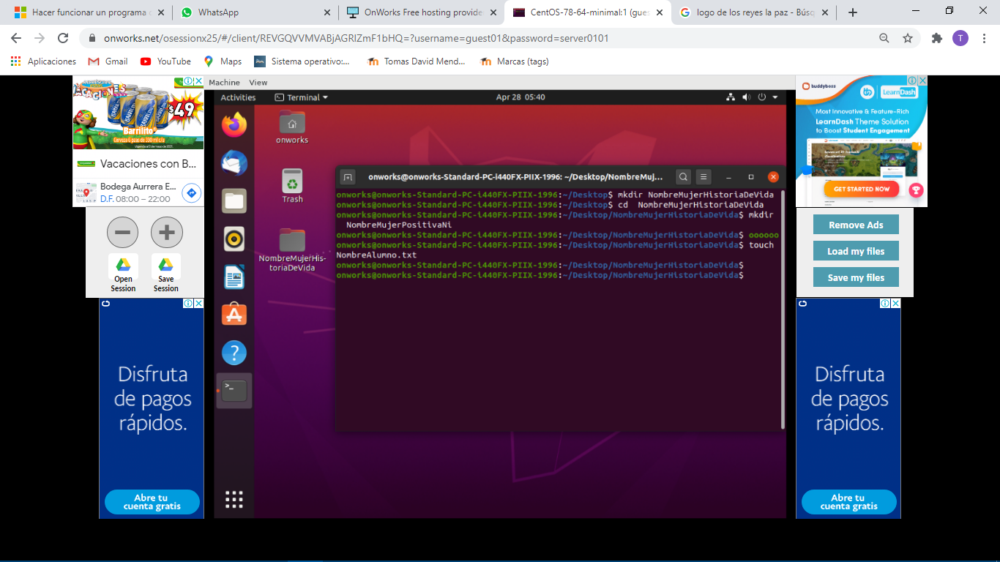 Hacer funcionar un programa c
WhatsApp
OnWorks Free hosting provide
CentOS-78-64-minimal:1 (gues
logo de los reyes la paz - Búsq
onworks.net/osessionx25/#/client/REVGQVVMVABjAGRlZmF1bHQ=?username=guest01&password=server0101
T
Aplicaciones
Gmail
YouTube
Maps
Sistema operativo:...
Tomas David Mend...
Marcas (tags)
$49
Barrilito
Cerveza 6 pzas de 330 ml c/u
Vacaciones con B...
Bodega Aurrera E...
D.F. 08:00 – 22:00
Open
Session
Save
Session
Disfruta
de pagos
rápidos.
Abre tu
cuenta gratis
Machine View
Activities
Terminal
Apr 28 05:40
onworks
Trash
NombreMujerHis-
toriaDeVida
onworks@onworks-Standard-PC-i440FX-PIIX-1996: ~/Desktop/NombreMuj...
onworks@onworks-Standard-PC-i440FX-PIIX-1996:~/Desktop$ mkdir NombreMujerHistoriaDeVida
onworks@onworks-Standard-PC-i440FX-PIIX-1996:~/Desktop$ cd  NombreMujerHistoriaDeVida
onworks@onworks-Standard-PC-i440FX-PIIX-1996:~/Desktop/NombreMujerHistoriaDeVida$ mkdir
  NombreMujerPositivaNi
onworks@onworks-Standard-PC-i440FX-PIIX-1996:~/Desktop/NombreMujerHistoriaDeVida$ oooooo
onworks@onworks-Standard-PC-i440FX-PIIX-1996:~/Desktop/NombreMujerHistoriaDeVida$ touch
NombreAlumno.txt
onworks@onworks-Standard-PC-i440FX-PIIX-1996:~/Desktop/NombreMujerHistoriaDeVida$
onworks@onworks-Standard-PC-i440FX-PIIX-1996:~/Desktop/NombreMujerHistoriaDeVida$
buddyboss
LearnDash
Most Innovative & Feature-Rich
LearnDash Theme Solution
to Boost Student Engagement
GET STARTED NOW
Remove Ads
Load my files
Save my files
Disfruta
de pagos
rápidos.
Abre tu
cuenta gratis